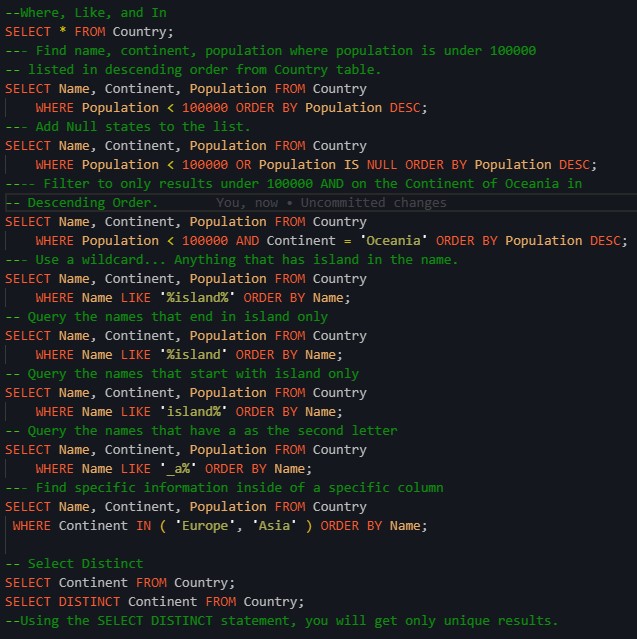 --Where, Like, and In
SELECT * FROM Country;
--- Find name, continent, population where population is under 100000
-- listed in descending order from Country table.
SELECT Name, Continent, Population FROM Country
WHERE Population < 100000 ORDER BY Population DESC;
--- Add Null states to the list.
SELECT Name, Continent, Population FROM Country
WHERE Population < 100000 OR Population IS NULL ORDER BY Population DESC;
---- Filter to only results under 100000 AND on the Continent of Oceania in
-- Descending Order. You, now • Uncommitted changes
SELECT Name, Continent, Population FROM Country
WHERE Population < 100000 AND Continent = 'Oceania' ORDER BY Population DESC;
--- Use a wildcard... Anything that has island in the name.
SELECT Name, Continent, Population FROM Country
WHERE Name LIKE '%island%' ORDER BY Name;
-- Query the names that end in island only
SELECT Name, Continent, Population FROM Country
WHERE Name LIKE '%island' ORDER BY Name;
-- Query the names that start with island only
SELECT Name, Continent, Population FROM Country
WHERE Name LIKE 'island%' ORDER BY Name;
-- Query the names that have a as the second letter
SELECT Name, Continent, Population FROM Country
WHERE Name LIKE '_a%' ORDER BY Name;
--- Find specific information inside of a specific column
SELECT Name, Continent, Population FROM Country
WHERE Continent IN ( 'Europe', 'Asia' ) ORDER BY Name;
-- Select Distinct
SELECT Continent FROM Country;
SELECT DISTINCT Continent FROM Country;
--Using the SELECT DISTINCT statement, you will get only unique results.